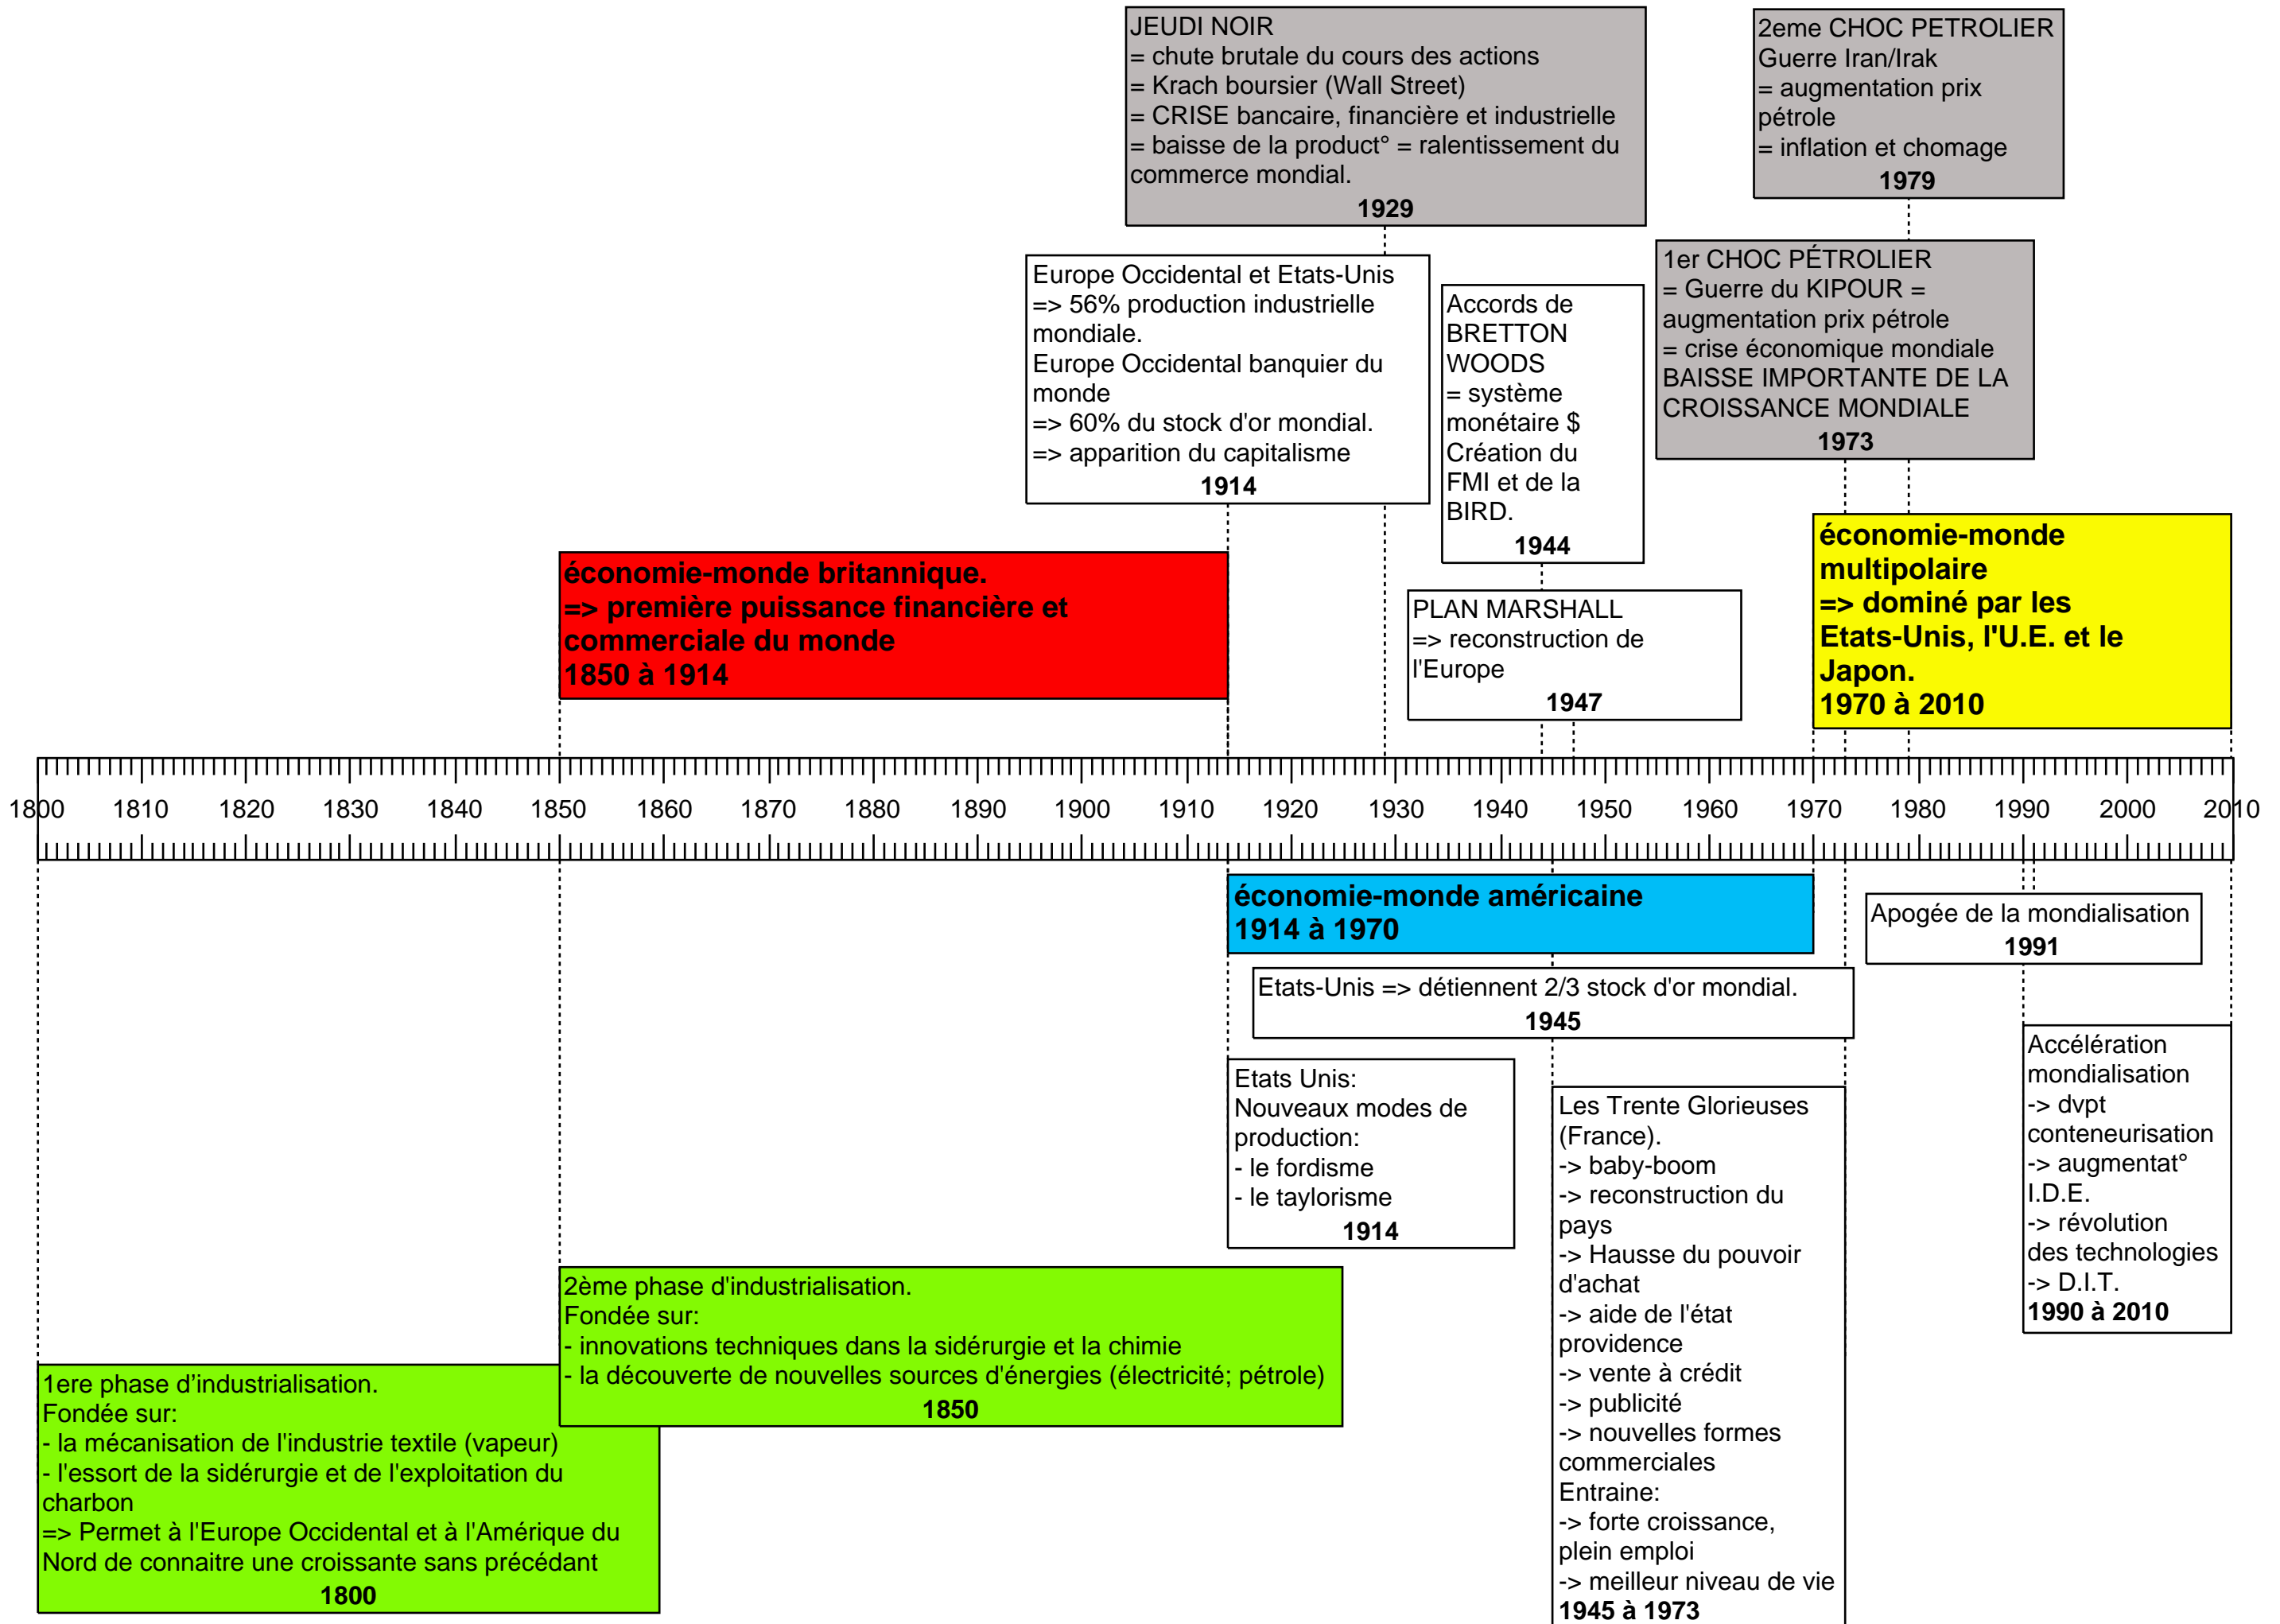 JEUDI NOIR
= chute brutale du cours des actions
= Krach boursier (Wall Street)
= CRISE bancaire, financière et industrielle
= baisse de la product° = ralentissement du
commerce mondial.
1929
2eme CHOC PETROLIER
Guerre Iran/Irak
= augmentation prix
pétrole
= inflation et chomage
1979
Europe Occidental et Etats-Unis
=> 56% production industrielle
mondiale.
Europe Occidental banquier du
monde
=> 60% du stock d'or mondial.
=> apparition du capitalisme
1914
Accords de
BRETTON
WOODS
= système
monétaire $
Création du
FMI et de la
BIRD.
1944
1er CHOC PÉTROLIER
= Guerre du KIPOUR =
augmentation prix pétrole
= crise économique mondiale
BAISSE IMPORTANTE DE LA
CROISSANCE MONDIALE
1973
économie-monde britannique.
=> première puissance financière et
commerciale du monde
1850 à 1914
PLAN MARSHALL
=> reconstruction de
l'Europe
1947
économie-monde
multipolaire
=> dominé par les
Etats-Unis, l'U.E. et le
Japon.
1970 à 2010
1800 1810 1820 1830 1840 1850 1860 1870 1880 1890 1900 1910 1920 1930 1940 1950 1960 1970 1980 1990 2000 2010
économie-monde américaine
1914 à 1970
Apogée de la mondialisation
1991
Etats-Unis => détiennent 2/3 stock d'or mondial.
1945
Etats Unis:
Nouveaux modes de
production:
- le fordisme
- le taylorisme
1914
Accélération
mondialisation
-> dvpt
conteneurisation
-> augmentat°
I.D.E.
-> révolution
des technologies
-> D.I.T.
1990 à 2010
Les Trente Glorieuses
(France).
-> baby-boom
-> reconstruction du
pays
-> Hausse du pouvoir
d'achat
-> aide de l'état
providence
-> vente à crédit
-> publicité
-> nouvelles formes
commerciales
Entraine:
-> forte croissance,
plein emploi
-> meilleur niveau de vie
1945 à 1973
2ème phase d'industrialisation.
Fondée sur:
- innovations techniques dans la sidérurgie et la chimie
- la découverte de nouvelles sources d'énergies (électricité; pétrole)
1850
1ere phase d'industrialisation.
Fondée sur:
- la mécanisation de l'industrie textile (vapeur)
- l'essort de la sidérurgie et de l'exploitation du
charbon
=> Permet à l'Europe Occidental et à l'Amérique du
Nord de connaitre une croissante sans précédant
1800